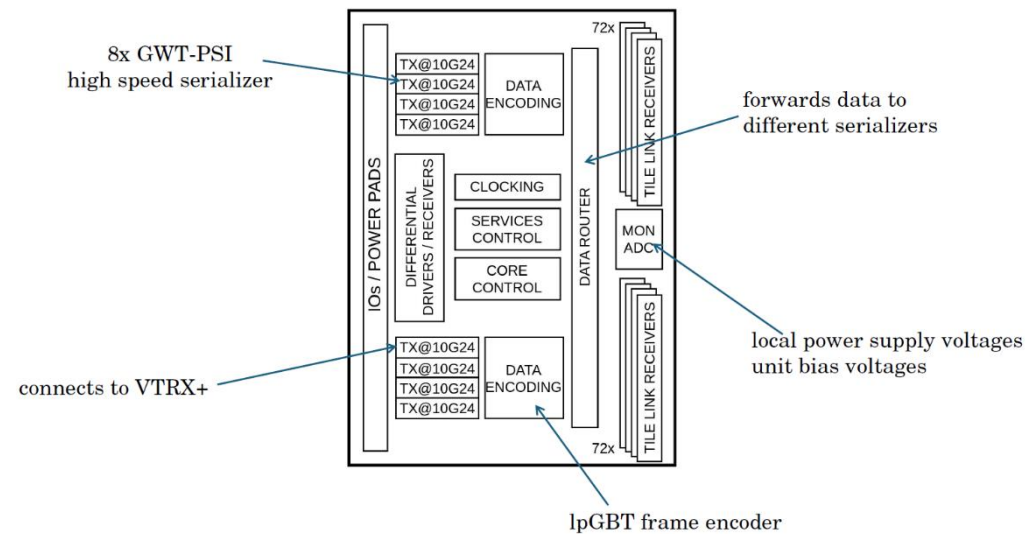 72x
8x GWT-PSI
high speed serializer
TX@10G24
TX@10G24
TX@10G24
TX@10G24
DATA
ENCODING
TILE LINK RECEIVERS
forwards data to
different serializers
IOs / POWER PADS
DIFFERENTIAL
DRIVERS / RECEIVERS
CLOCKING
SERVICES
CONTROL
CORE
CONTROL
DATA ROUTER
MON
ADC
local power supply voltages
unit bias voltages
connects to VTRX+
TX@10G24
TX@10G24
TX@10G24
TX@10G24
DATA
ENCODING
TILE LINK RECEIVERS
72x
lpGBT frame encoder